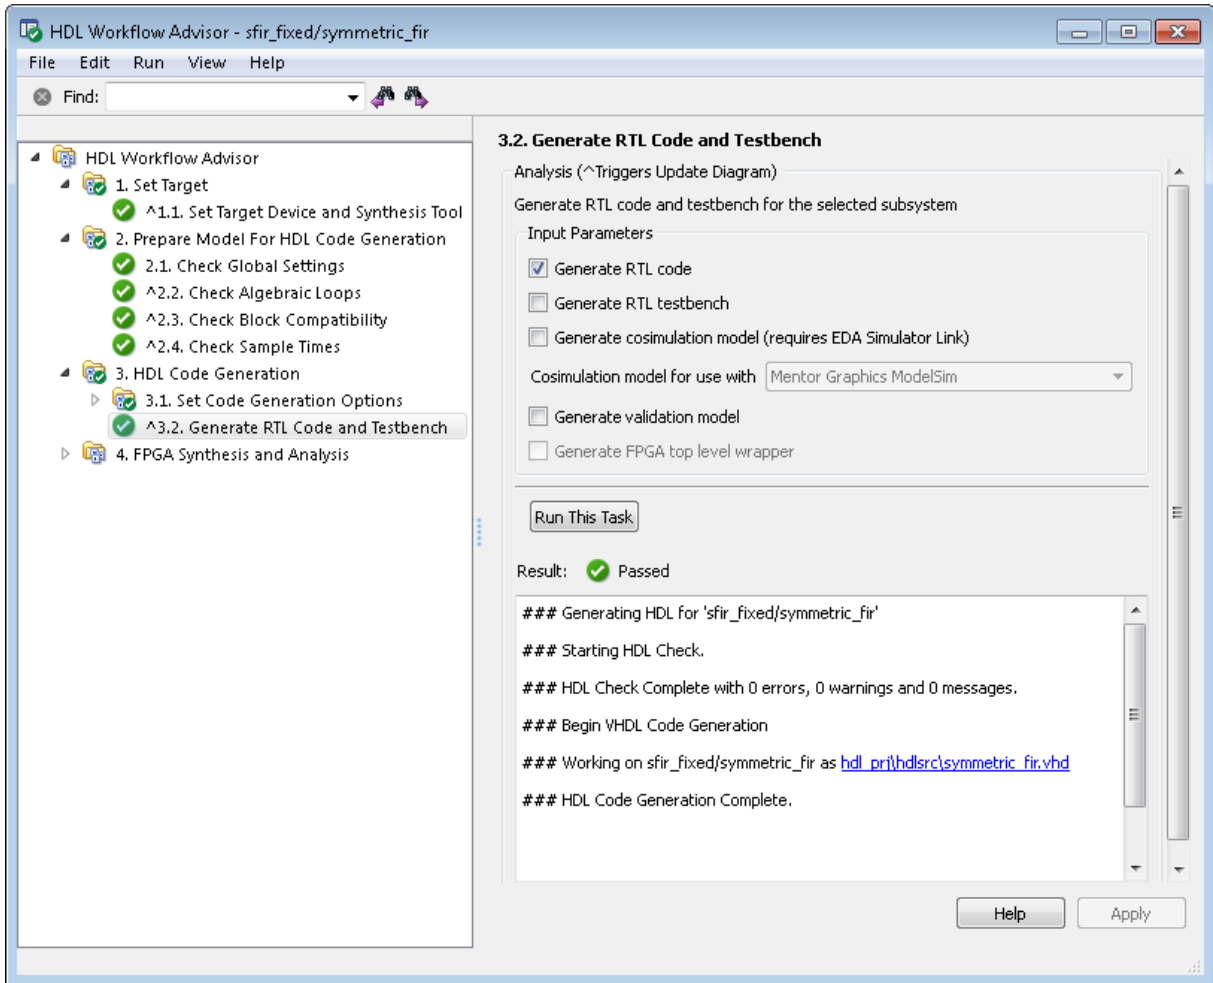 HDL Workflow Advisor - sfir_fixed/symmetric_fir
File Edit Run View Help
Find:
HDL Workflow Advisor
1. Set Target
^1.1. Set Target Device and Synthesis Tool
2. Prepare Model For HDL Code Generation
2.1. Check Global Settings
^2.2. Check Algebraic Loops
^2.3. Check Block Compatibility
^2.4. Check Sample Times
3. HDL Code Generation
3.1. Set Code Generation Options
^3.2. Generate RTL Code and Testbench
4. FPGA Synthesis and Analysis
3.2. Generate RTL Code and Testbench
Analysis (^Triggers Update Diagram)
Generate RTL code and testbench for the selected subsystem
Input Parameters
Generate RTL code
Generate RTL testbench
Generate cosimulation model (requires EDA Simulator Link)
Cosimulation model for use with Mentor Graphics ModelSim
Generate validation model
Generate FPGA top level wrapper
Run This Task
Result: Passed
### Generating HDL for 'sfir_fixed/symmetric_fir'
### Starting HDL Check.
### HDL Check Complete with 0 errors, 0 warnings and 0 messages.
### Begin VHDL Code Generation
### Working on sfir_fixed/symmetric_fir as hdl_prj\hdlsrc\symmetric_fir.vhd
### HDL Code Generation Complete.
Help Apply